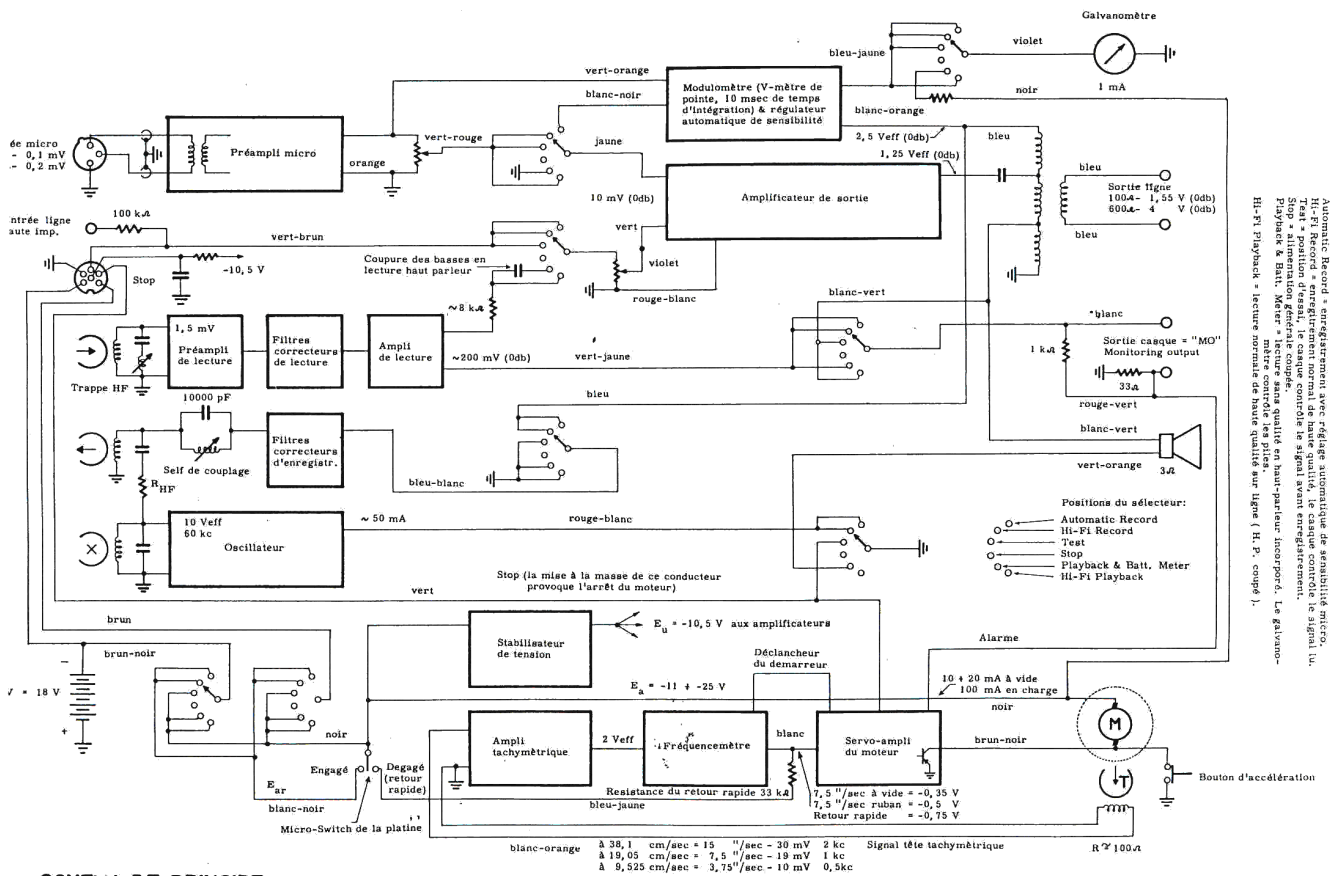 Galvanomètre
violet
bleu-jaune
1 mA
noir
vert-orange
blanc-noir
Modulomètre (V-mètre de
pointe, 10 msec de temps
d'intégration) & régulateur
automatique de sensibilité
blanc-orange
2,5 Veff (0db)
bleu
1,25 Veff (0db)
ée micro
- 0,1 mV
- 0,2 mV
Préampli micro
vert-rouge
orange
jaune
10 mV (0db)
Amplificateur de sortie
bleu
Sortie ligne
100Ω- 1,55 V (0db)
600Ω- 4 V (0db)
bleu
ntrée ligne
aute imp.
100 kΩ
vert-brun
vert
violet
Coupure des basses en
lecture haut parleur
-10,5 V
Stop
rouge-blanc
~8 kΩ
blanc-vert
blanc
1,5 mV
Préampli
de lecture
Filtres
correcteurs
de lecture
Ampli
de lecture
~200 mV (0db)
vert-jaune
1 kΩ
Sortie casque = "MO"
Monitoring output
33Ω
rouge-vert
Trappe HF
10000 pF
bleu
blanc-vert
Filtres
correcteurs
d'enregistr.
Self de couplage
bleu-blanc
vert-orange
3Ω
RHF
10 Veff
60 kc
Oscillateur
~ 50 mA
rouge-blanc
Positions du sélecteur:
Automatic Record
Hi-Fi Record
Test
Stop
Playback & Batt. Meter
Hi-Fi Playback
Stop (la mise à la masse de ce conducteur
provoque l'arrêt du moteur)
vert
brun
Stabilisateur
de tension
Eu = -10,5 V aux amplificateurs
Alarme
brun-noir
Déclancheur
du demarreur
V = 18 V
-
+
Ea = -11 ÷ -25 V
10 ÷ 20 mA à vide
100 mA en charge
noir
noir
Ampli
tachymétrique
2 Veff
Fréquencemètre
blanc
Servo-ampli
du moteur
brun-noir
M
Engagé
Degagé
(retour
rapide)
Ear
blanc-noir
Resistance du retour rapide 33 kΩ
bleu-jaune
7,5 "/sec à vide = -0,35 V
7,5 "/sec ruban = -0,5 V
Retour rapide = -0,75 V
T
Bouton d'accélération
Micro-Switch de la platine
blanc-orange
à 38,1 cm/sec = 15 "/sec - 30 mV 2 kc
à 19,05 cm/sec = 7,5 "/sec - 19 mV 1 kc
à 9,525 cm/sec = 3,75"/sec - 10 mV 0,5kc
Signal tête tachymétrique
R ≃ 100Ω
Automatic Record = enregistrement avec réglage automatique de sensibilité micro.
Hi-Fi Record = enregitrement normal de haute qualité, le casque contrôle le signal lu.
Test = position d'essai, le casque contrôle le signal avant enregistrement.
Stop = alimentation générale coupée.
Playback & Batt. Meter = lecture sans qualité en haut-parleur incorporé. Le galvano-
mètre contrôle les piles.
Hi-Fi Playback = lecture normale de haute qualité sur ligne ( H. P. coupé ).